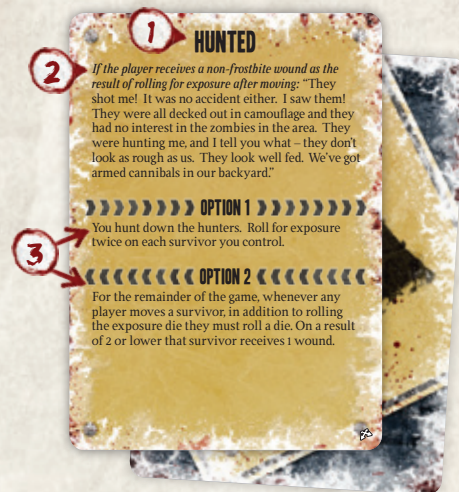 1
HUNTED
2
If the player receives a non-frostbite wound as the
result of rolling for exposure after moving: “They
shot me!  It was no accident either.  I saw them!
They were all decked out in camouflage and they
had no interest in the zombies in the area.  They
were hunting me, and I tell you what – they don’t
look as rough as us.  They look well fed.  We’ve got
armed cannibals in our backyard.”
OPTION 1
You hunt down the hunters.  Roll for exposure
twice on each survivor you control.
3
OPTION 2
For the remainder of the game, whenever any
player moves a survivor, in addition to rolling
the exposure die they must roll a die. On a result
of 2 or lower that survivor receives 1 wound.